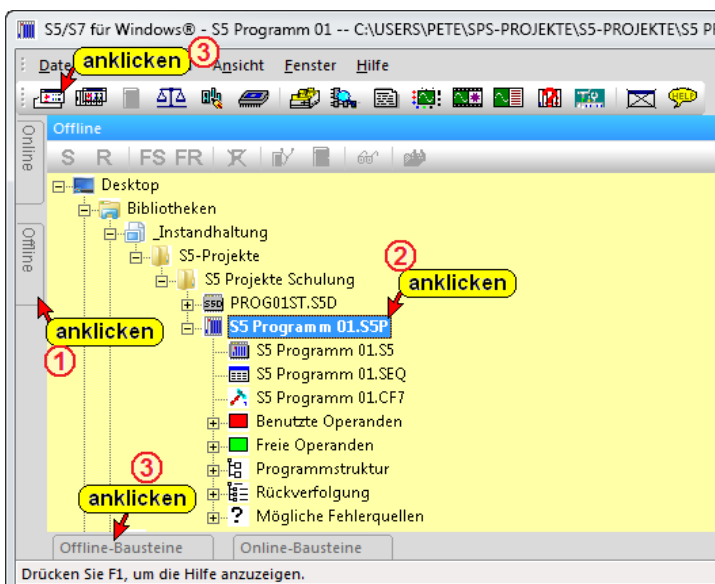 S5/S7 für Windows® - S5 Programm 01 -- C:\USERS\PETE\SPS-PROJEKTE\S5-PROJEKTE\S5 P
anklicken 3
Ansicht Fenster Hilfe
HELP
Online
Offline
Offline
S R FS FR
Desktop
Bibliotheken
_Instandhaltung
S5-Projekte
S5 Projekte Schulung
2
anklicken
S5D PROG01ST.S5D
anklicken
1
S5 Programm 01.S5P
S5 Programm 01.S5
S5 Programm 01.SEQ
S5 Programm 01.CF7
Benutzte Operanden
Freie Operanden
Programmstruktur
Rückverfolgung
? Mögliche Fehlerquellen
3
anklicken
Offline-Bausteine Online-Bausteine
Drücken Sie F1, um die Hilfe anzuzeigen.